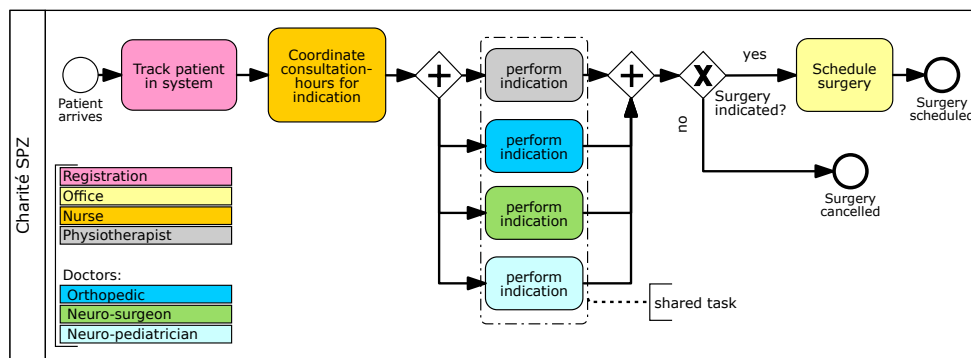 Charité SPZ
Patient
arrives
Track patient
in system
Coordinate
consultation-
hours for
indication
perform
indication
perform
indication
perform
indication
perform
indication
shared task
X
Surgery
indicated?
yes
no
Schedule
surgery
Surgery
scheduled
Surgery
cancelled
Registration
Office
Nurse
Physiotherapist
Doctors:
Orthopedic
Neuro-surgeon
Neuro-pediatrician